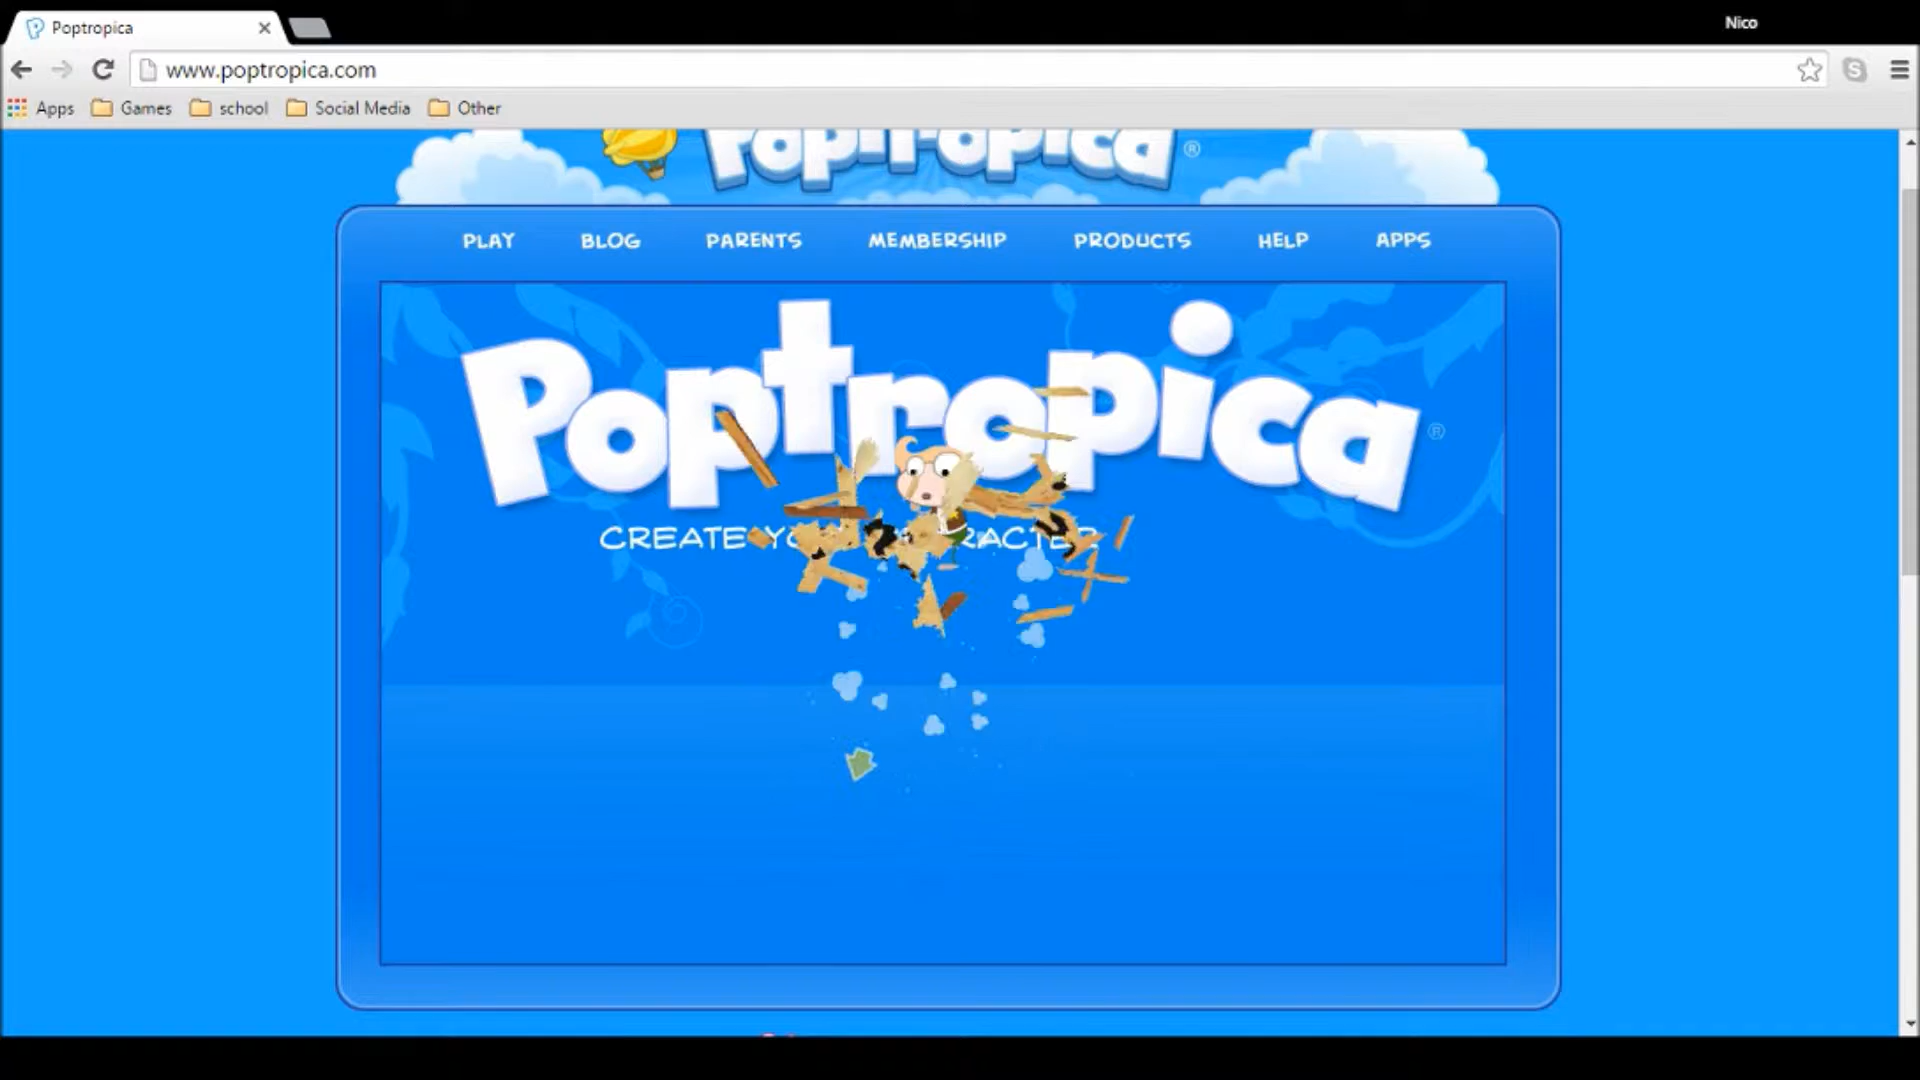 Poptropica
Nico
www.poptropica.com
Apps Games school Social Media Other
Poptropica ®
PLAY BLOG PARENTS MEMBERSHIP PRODUCTS HELP APPS
Poptropica ®
CREATE